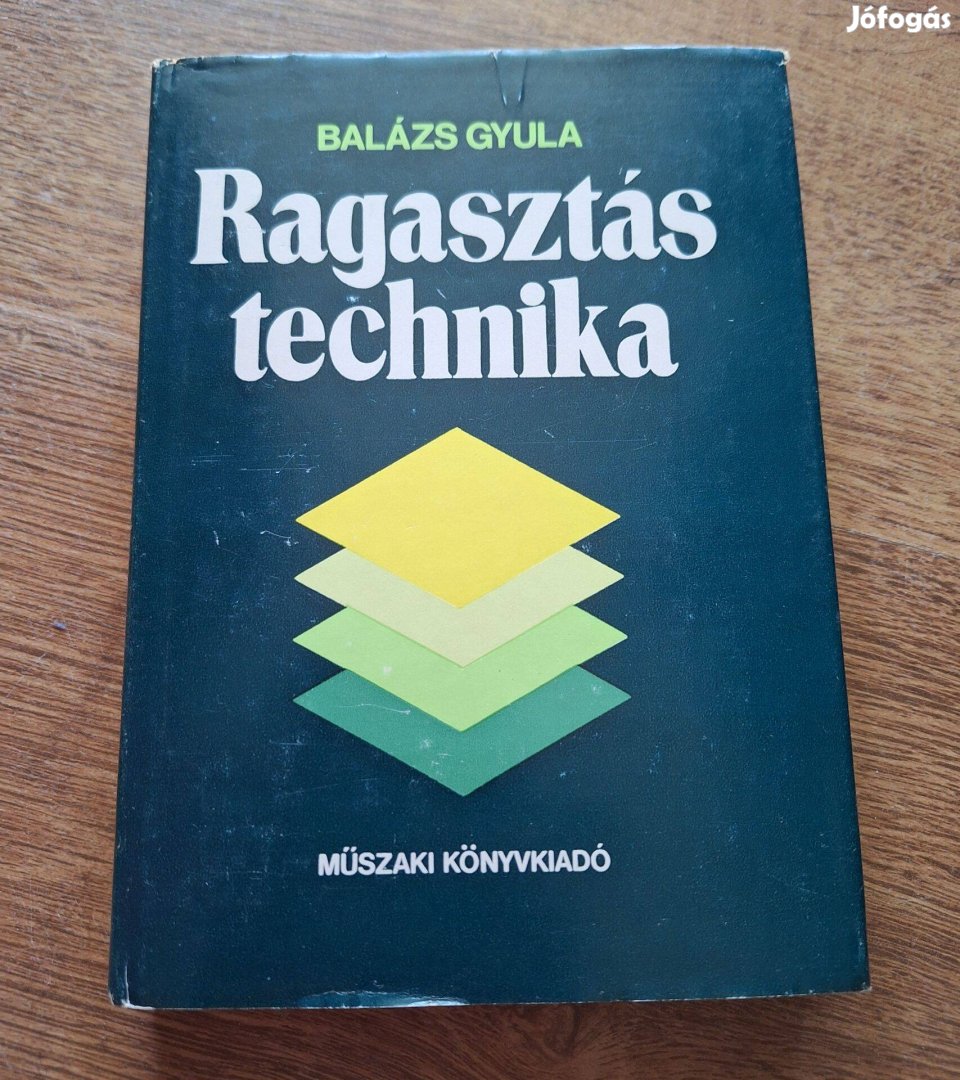 Jófogás
BALÁZS GYULA
Ragasztás
technika
MŰSZAKI KÖNYVKIADÓ